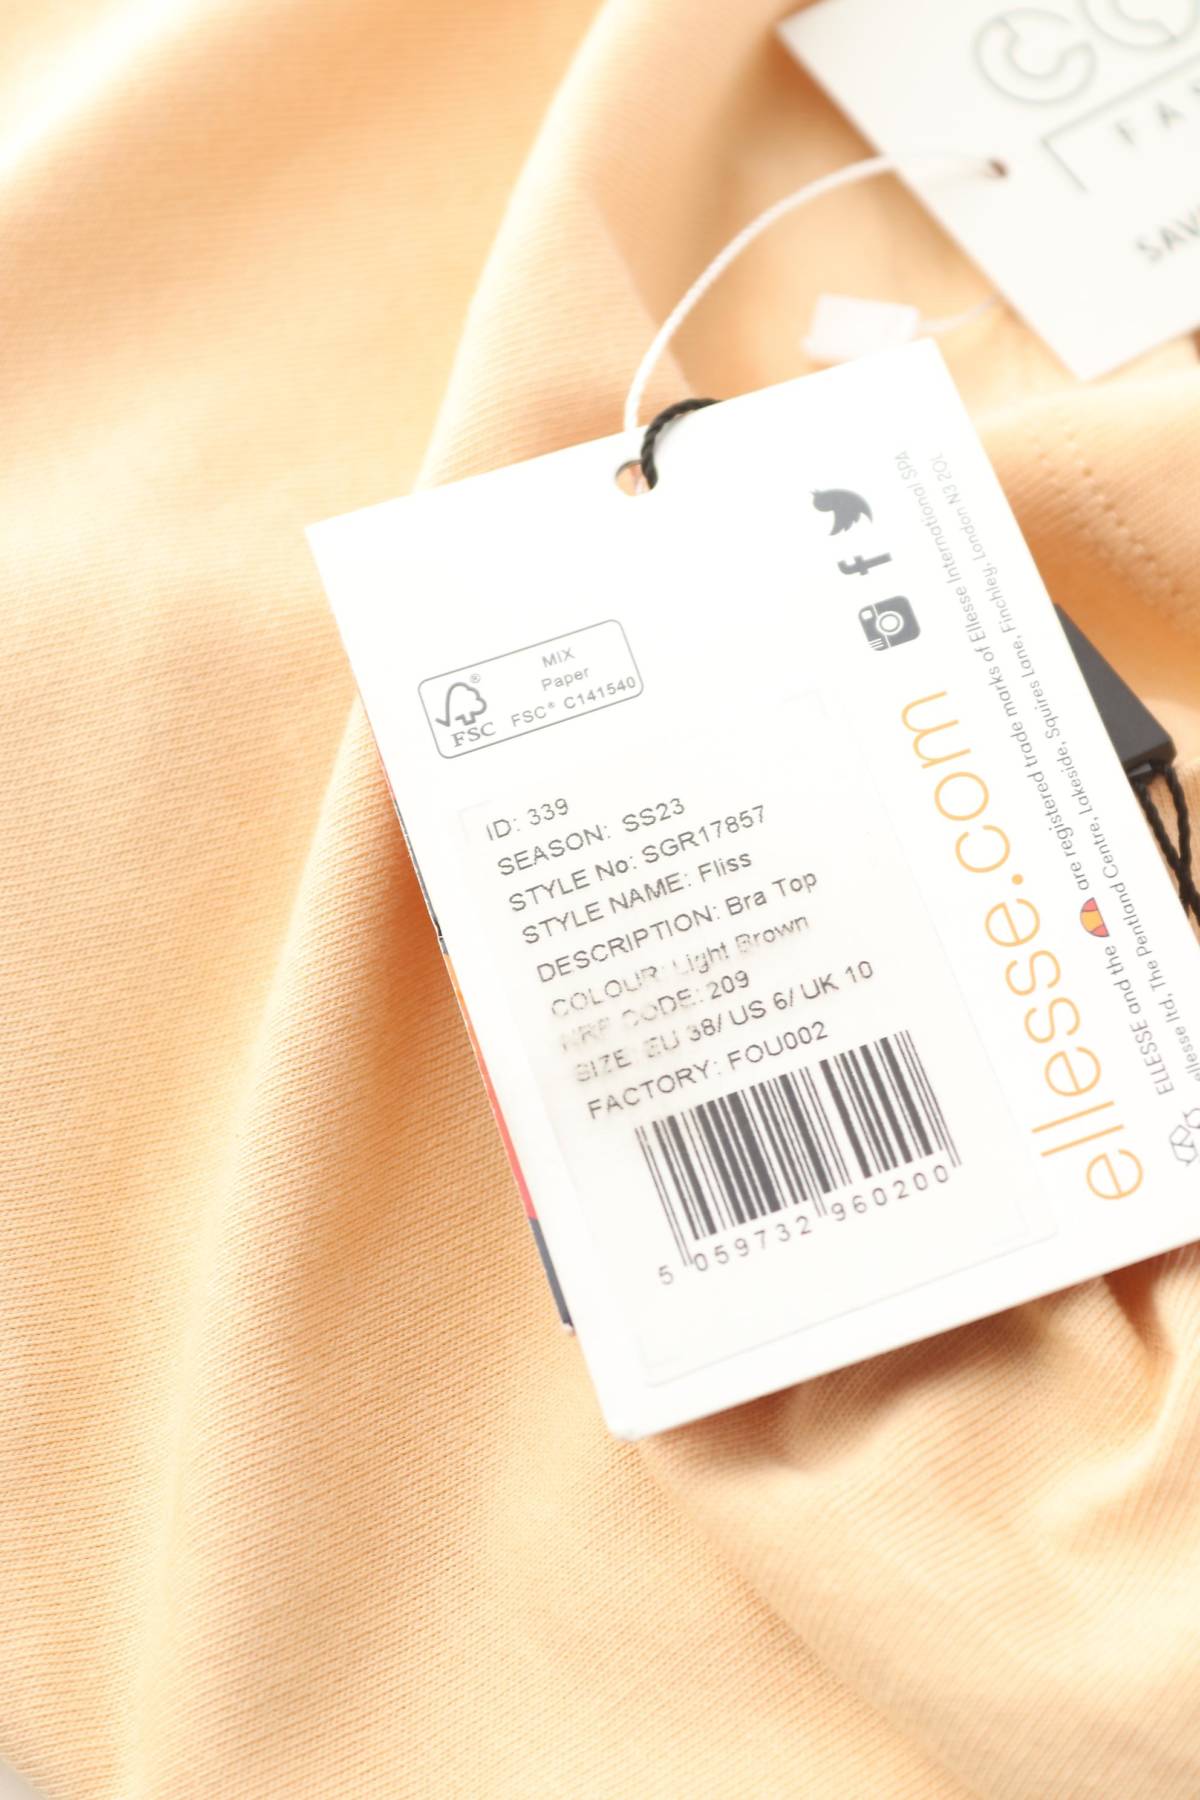 FA
SAV
MIX
Paper
FSC® C141540
FSC
ID: 339
SEASON: SS23
STYLE No: SGR17857
STYLE NAME: Fliss
DESCRIPTION: Bra Top
COLOUR: Light Brown
NRF CODE: 209
SIZE: EU 38/ US 6/ UK 10
FACTORY: FOU002
5 059732 960200
ellesse.com
ELLESSE and the are registered trade marks of Ellesse International SPA
ltd, The Pentland Centre, Lakeside, Squires Lane, Finchley, London N3 2QL